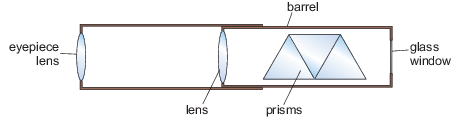 barrel
eyepiece
lens
glass
window
lens
prisms